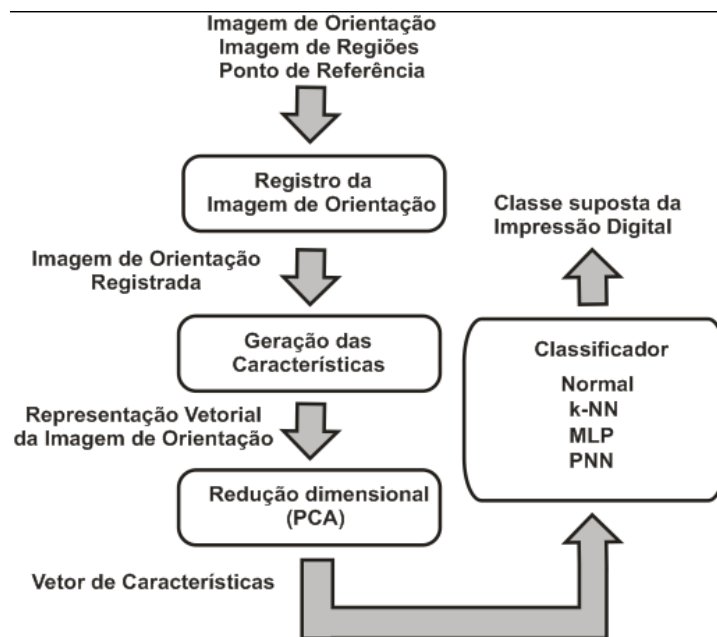 Imagem de Orientação
Imagem de Regiões
Ponto de Referência
Registro da
Imagem de Orientação
Imagem de Orientação
Registrada
Geração das
Características
Representação Vetorial
da Imagem de Orientação
Redução dimensional
(PCA)
Vetor de Características
Classificador
Normal
k-NN
MLP
PNN
Classe suposta da
Impressão Digital